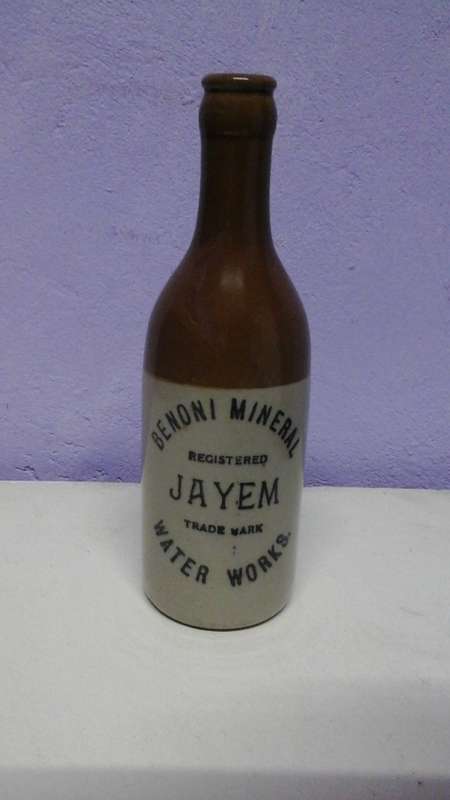 BENONI MINERAL
REGISTERED
JAYEM
TRADE MARK
WATER WORKS.